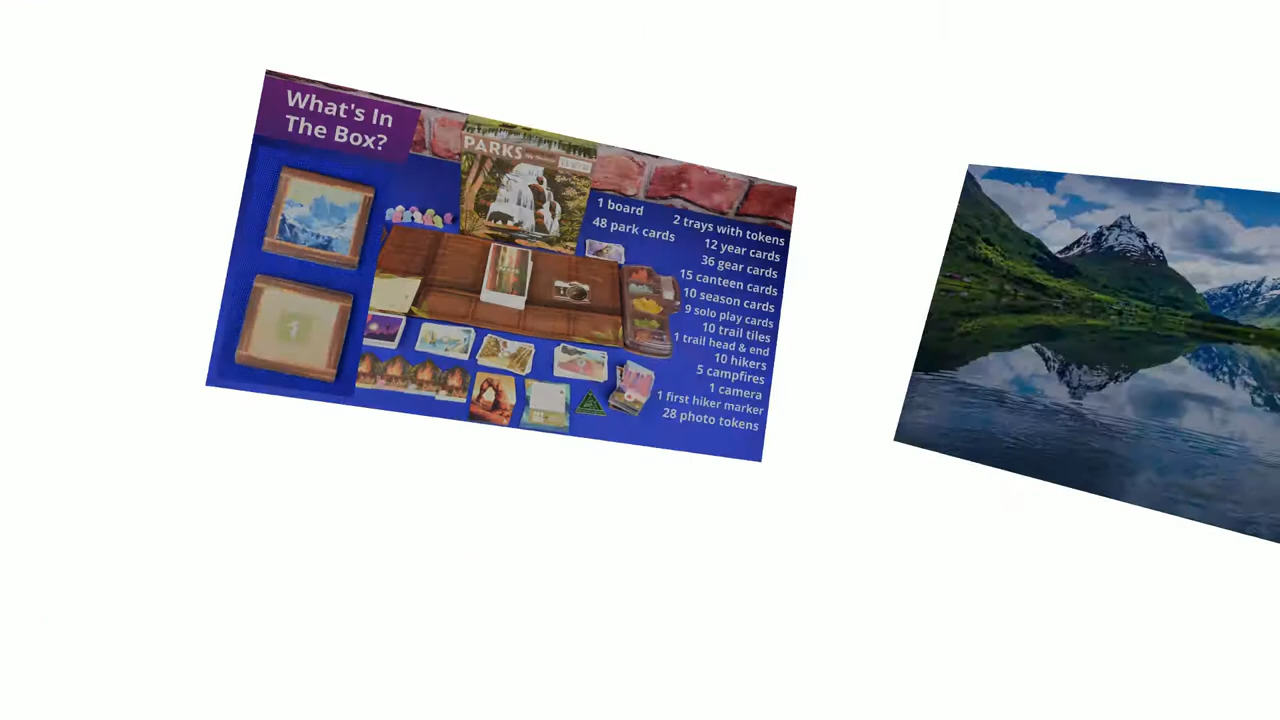 What's In
The Box?
PARKS
1 board
48 park cards
2 trays with tokens
12 year cards
36 gear cards
15 canteen cards
10 season cards
9 solo play cards
10 trail tiles
1 trail head & end
10 hikers
5 campfires
1 camera
1 first hiker marker
28 photo tokens